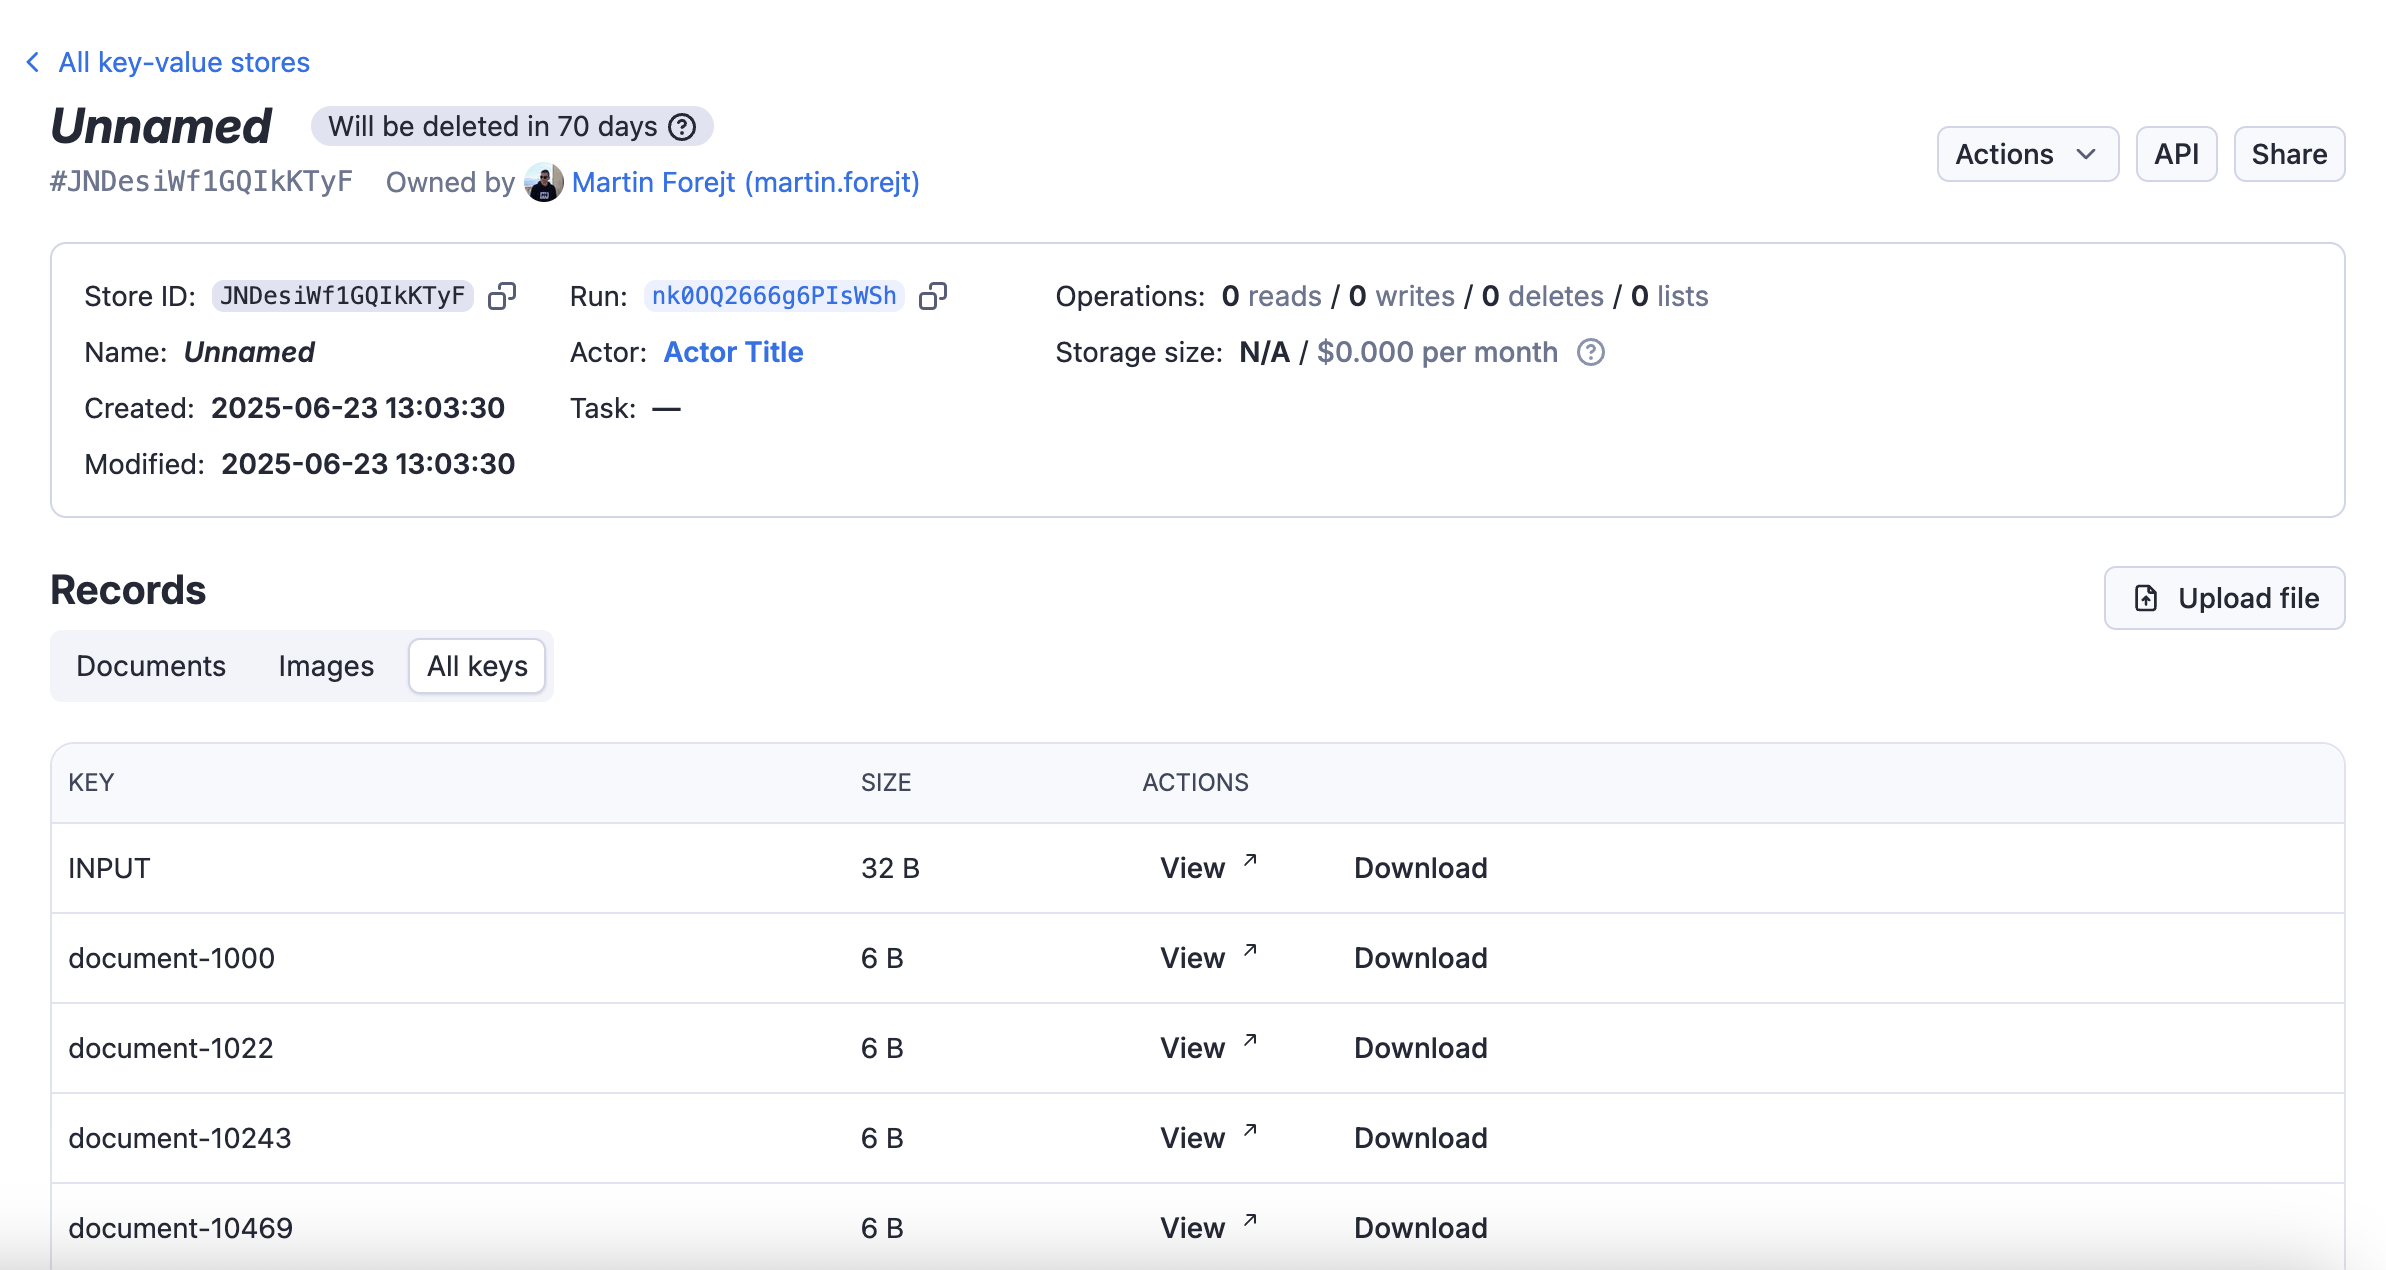 All key-value stores
Unnamed Will be deleted in 70 days
#JNDesiWf1GQIkKTyF Owned by Martin Forejt (martin.forejt)
Actions API Share
Store ID: JNDesiWf1GQIkKTyF Run: nk0OQ2666g6PIsWSh Operations: 0 reads / 0 writes / 0 deletes / 0 lists
Name: Unnamed Actor: Actor Title Storage size: N/A / $0.000 per month
Created: 2025-06-23 13:03:30 Task: —
Modified: 2025-06-23 13:03:30
Records
Upload file
Documents Images All keys
KEY SIZE ACTIONS
INPUT 32 B View Download
document-1000 6 B View Download
document-1022 6 B View Download
document-10243 6 B View Download
document-10469 6 B View Download